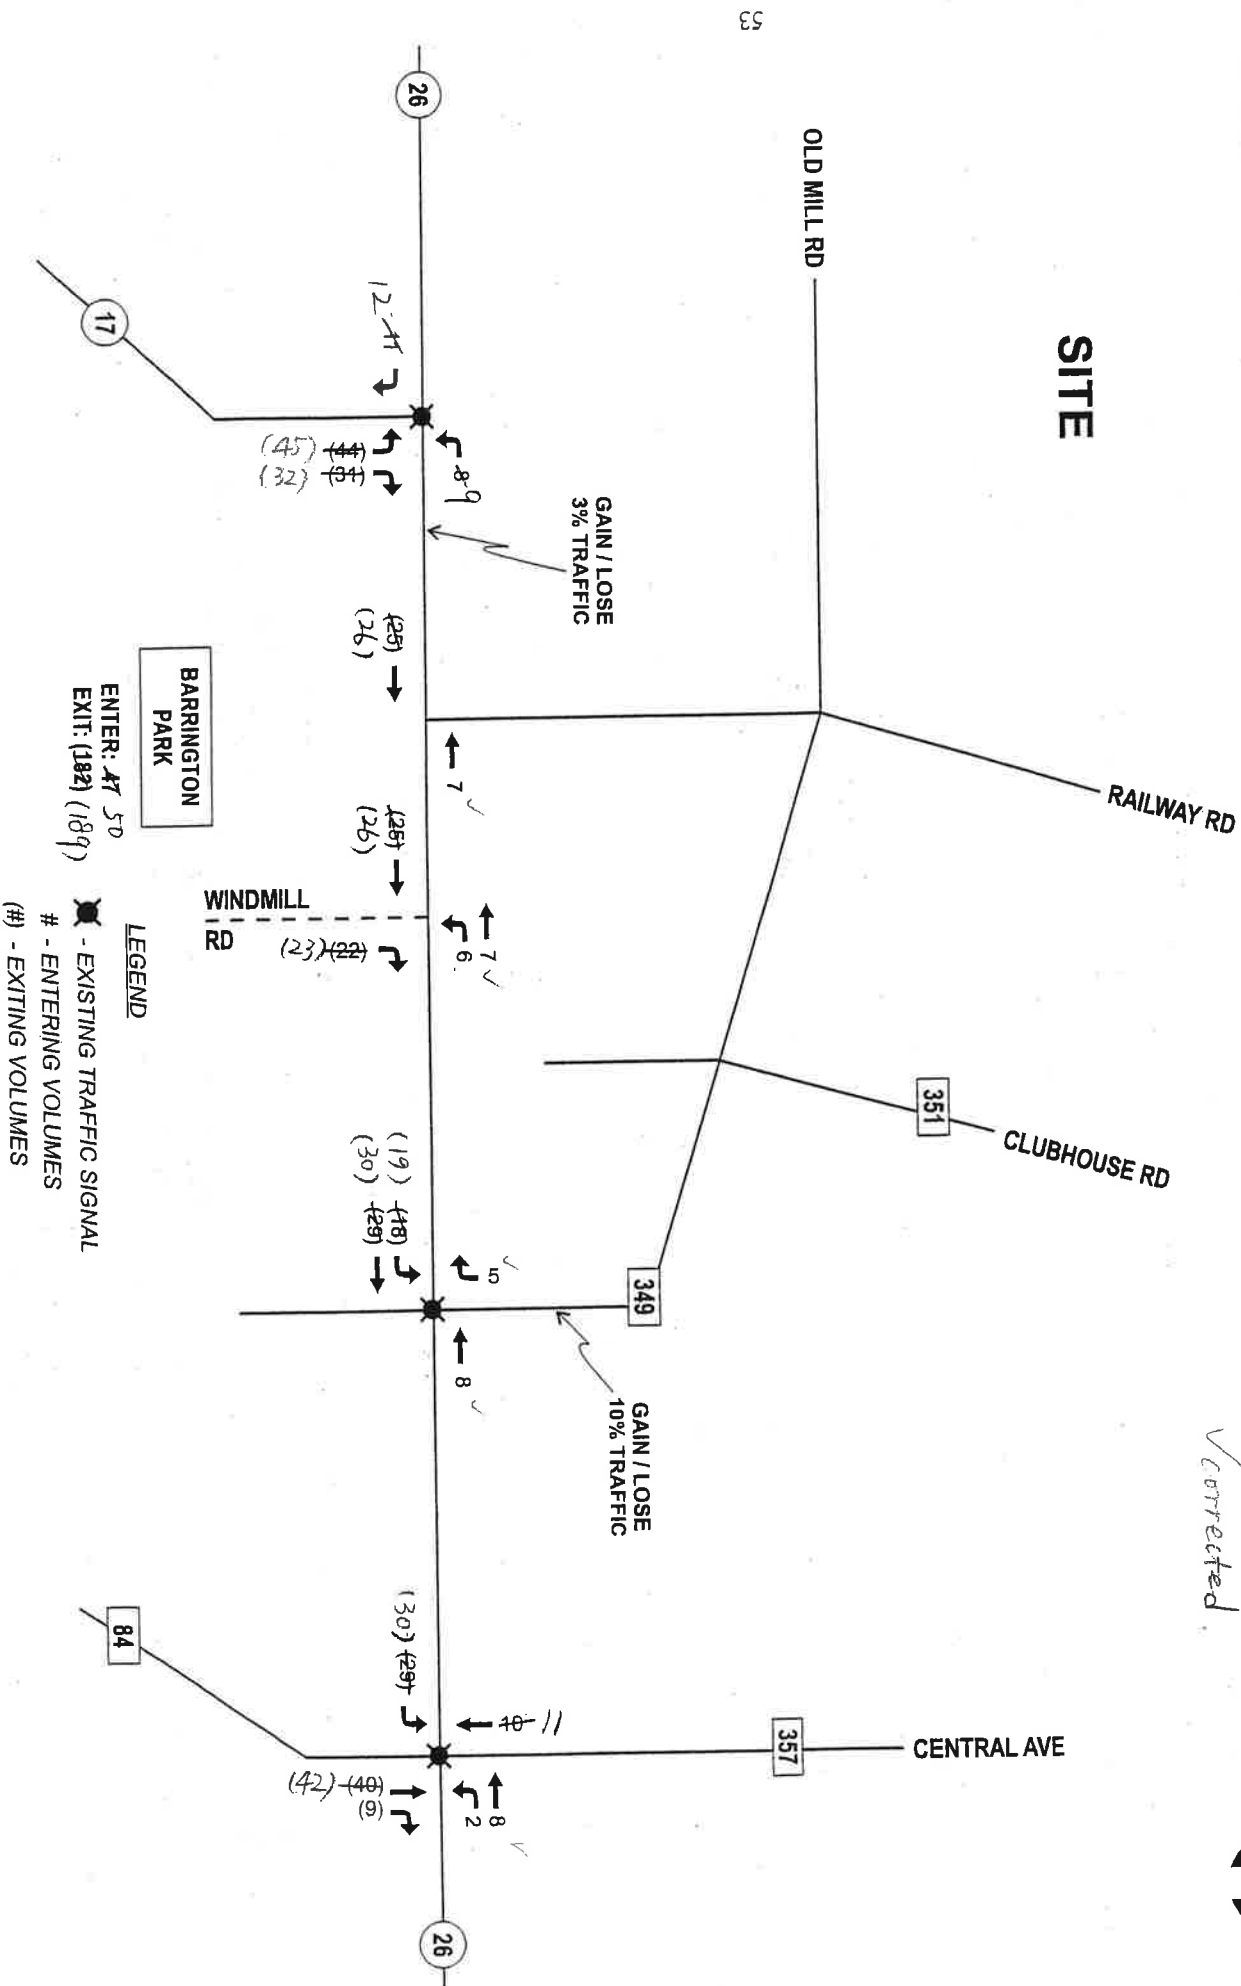 53
SITE
✓ corrected
OLD MILL RD
RAILWAY RD
351
CLUBHOUSE RD
349
357
CENTRAL AVE
GAIN / LOSE
3% TRAFFIC
GAIN / LOSE
10% TRAFFIC
26
12 11
8 9
(45) (44)
(32) (31)
17
(25)
(26)
7 ✓
(25)
(26)
7 ✓
6
WINDMILL
RD
(23) (22)
(19) (18)
(30) (29)
5 ✓
8 ✓
(30) (29)
10 11
8 ✓
2
(42) (40)
(9)
84
26
BARRINGTON
PARK
ENTER: 47 50
EXIT: (182) (189)
LEGEND
- EXISTING TRAFFIC SIGNAL
# - ENTERING VOLUMES
(#) - EXITING VOLUMES